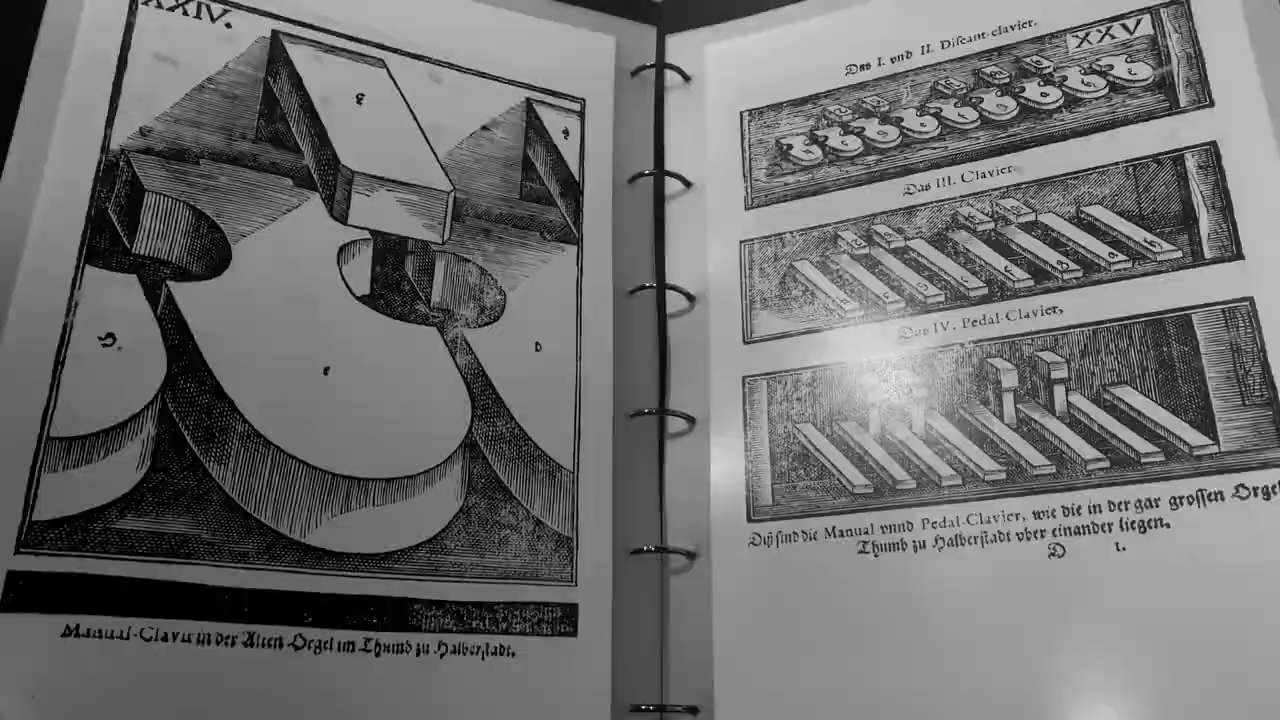 XXIV.
Manual-Clavir in der Alten Orgel im Thumb zu Halberstadt.
XXV
Das I. vnd II. Discant-clavier.
Das III. Clavier.
Das IV. Pedal-Clavier,
Diß sind die Manual vnnd Pedal-Clavier, wie die in der gar grossen Orgel
Thumb zu Halberstadt vber einander liegen.
D I.